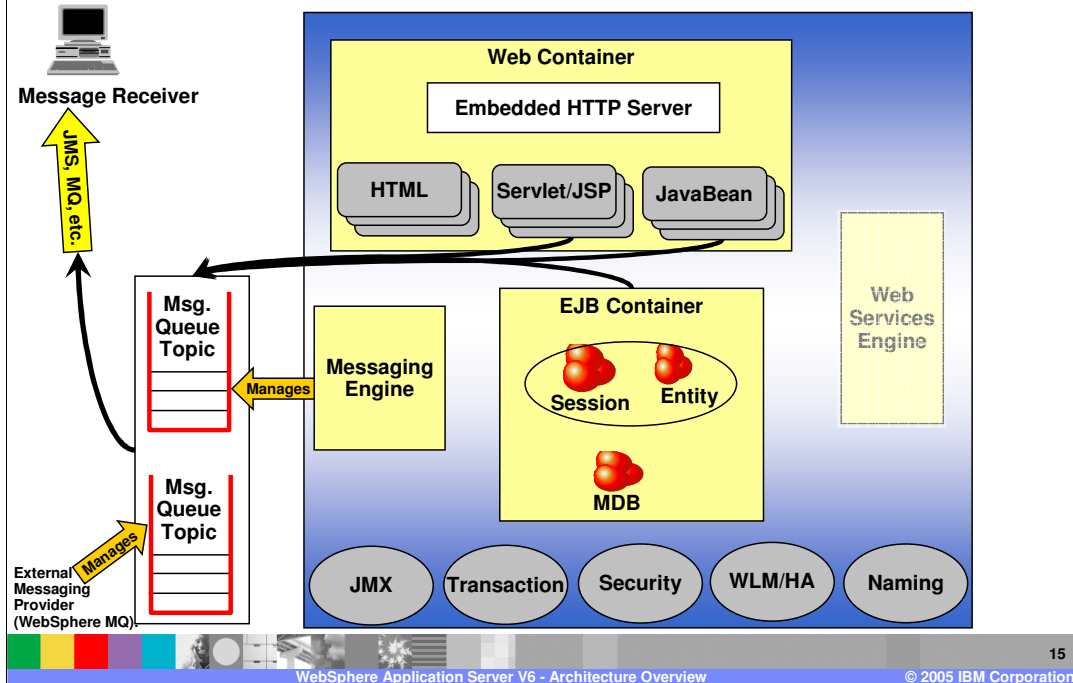 Message Receiver
JMS, MQ, etc.
Web Container
Embedded HTTP Server
HTML
Servlet/JSP
JavaBean
Msg.
Queue
Topic
Manages
Messaging
Engine
EJB Container
Session
Entity
MDB
Web
Services
Engine
Msg.
Queue
Topic
Manages
External
Messaging
Provider
(WebSphere MQ).
JMX
Transaction
Security
WLM/HA
Naming
15
WebSphere Application Server V6 - Architecture Overview
© 2005 IBM Corporation